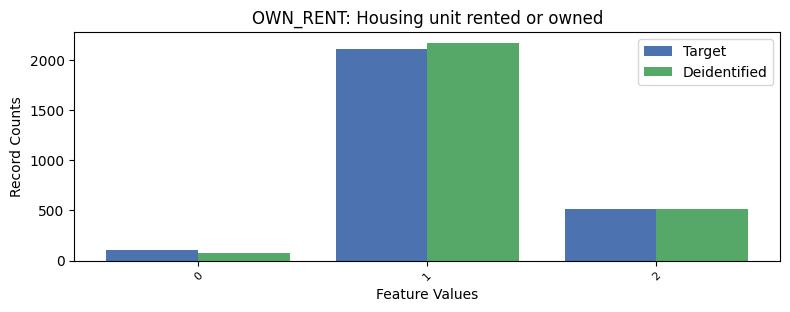 OWN_RENT: Housing unit rented or owned
Target
Deidentified
Record Counts
2000
1500
1000
500
0
0
1
2
Feature Values